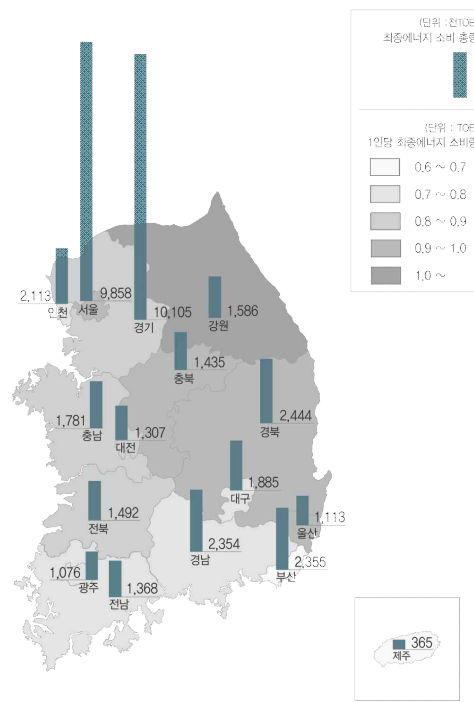 (단위 : 천TOE
최종에너지 소비 총량
(단위 : TOE
1인당 최종에너지 소비량
0.6 ~ 0.7
0.7 ~ 0.8
0.8 ~ 0.9
0.9 ~ 1.0
1.0 ~
2,113
인천
9,858
서울
10,105
경기
1,586
강원
1,435
충북
2,444
경북
1,781
충남
1,307
대전
1,885
대구
1,492
전북
2,354
경남
1,113
울산
2,355
부산
1,076
광주
1,368
전남
365
제주